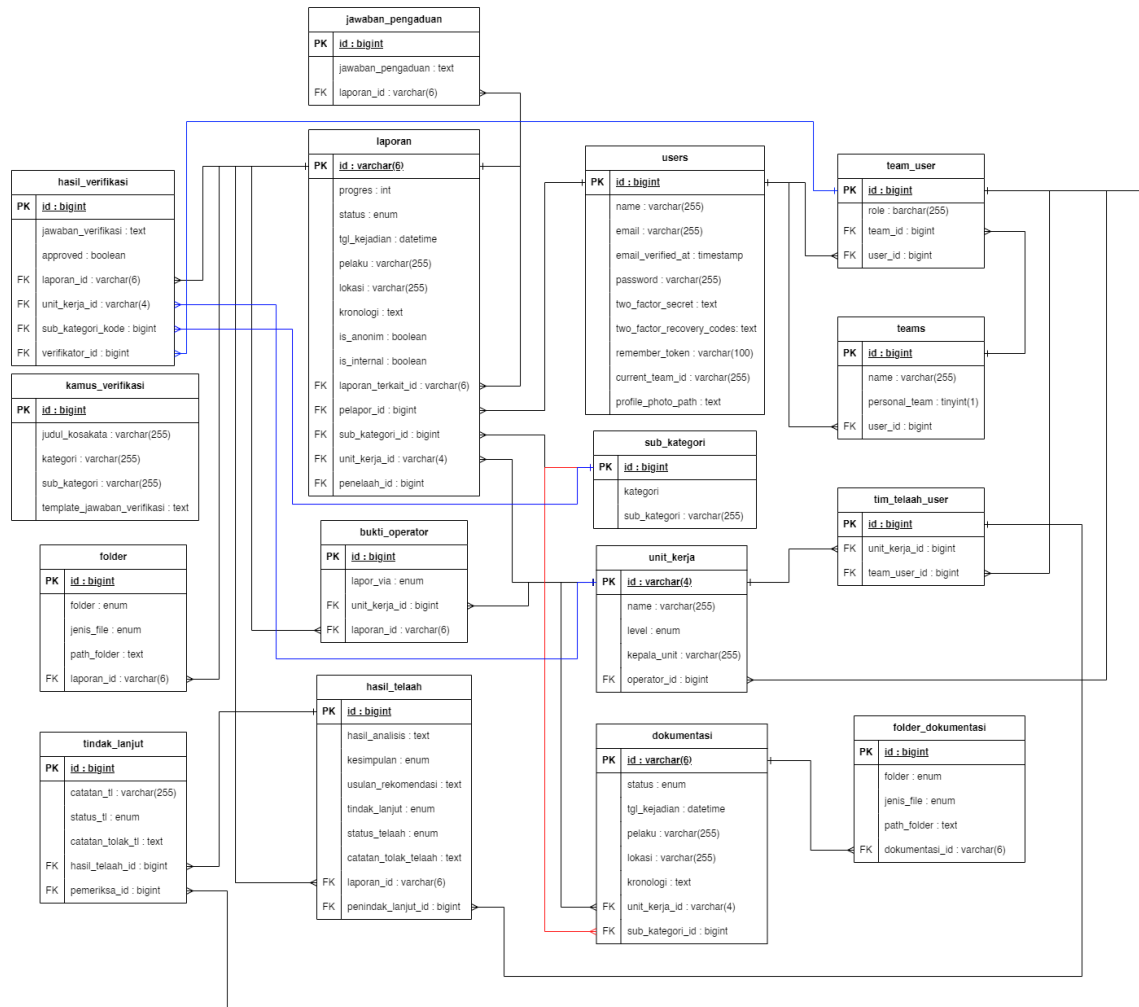 jawaban_pengaduan
PK id : bigint
jawaban_pengaduan : text
FK laporan_id : varchar(6)
laporan
PK id : varchar(6)
progres : int
status : enum
tgl_kejadian : datetime
pelaku : varchar(255)
lokasi : varchar(255)
kronologi : text
is_anonim : boolean
is_internal : boolean
FK laporan_terkait_id : varchar(6)
FK pelapor_id : bigint
FK sub_kategori_id : bigint
FK unit_kerja_id : varchar(4)
FK penelaah_id : bigint
users
PK id : bigint
name : varchar(255)
email : varchar(255)
email_verified_at : timestamp
password : varchar(255)
two_factor_secret : text
two_factor_recovery_codes: text
remember_token : varchar(100)
current_team_id : varchar(255)
profile_photo_path : text
team_user
PK id : bigint
role : barchar(255)
FK team_id : bigint
FK user_id : bigint
hasil_verifikasi
PK id : bigint
jawaban_verifikasi : text
approved : boolean
FK laporan_id : varchar(6)
FK unit_kerja_id : varchar(4)
FK sub_kategori_kode : bigint
FK verifikator_id : bigint
teams
PK id : bigint
name : varchar(255)
personal_team : tinyint(1)
FK user_id : bigint
kamus_verifikasi
PK id : bigint
judul_kosakata : varchar(255)
kategori : varchar(255)
sub_kategori : varchar(255)
template_jawaban_verifikasi : text
sub_kategori
PK id : bigint
kategori
sub_kategori : varchar(255)
tim_telaah_user
PK id : bigint
FK unit_kerja_id : bigint
FK team_user_id : bigint
bukti_operator
PK id : bigint
lapor_via : enum
FK unit_kerja_id : bigint
FK laporan_id : varchar(6)
unit_kerja
PK id : varchar(4)
name : varchar(255)
level : enum
kepala_unit : varchar(255)
FK operator_id : bigint
folder
PK id : bigint
folder : enum
jenis_file : enum
path_folder : text
FK laporan_id : varchar(6)
hasil_telaah
PK id : bigint
hasil_analisis : text
kesimpulan : enum
usulan_rekomendasi : text
tindak_lanjut : enum
status_telaah : enum
catatan_tolak_telaah : text
FK laporan_id : varchar(6)
FK penindak_lanjut_id : bigint
dokumentasi
PK id : varchar(6)
status : enum
tgl_kejadian : datetime
pelaku : varchar(255)
lokasi : varchar(255)
kronologi : text
FK unit_kerja_id : varchar(4)
FK sub_kategori_id : bigint
folder_dokumentasi
PK id : bigint
folder : enum
jenis_file : enum
path_folder : text
FK dokumentasi_id : varchar(6)
tindak_lanjut
PK id : bigint
catatan_tl : varchar(255)
status_tl : enum
catatan_tolak_tl : text
FK hasil_telaah_id : bigint
FK pemeriksa_id : bigint